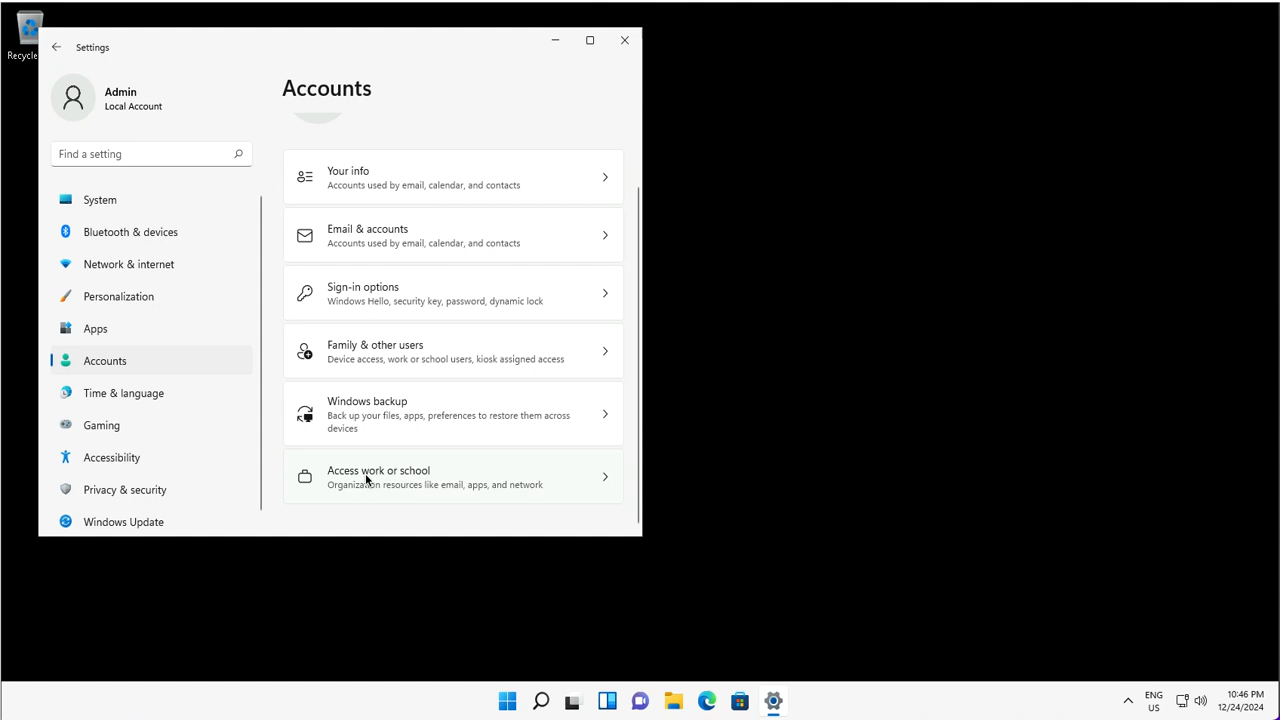 Recycle
Settings
Admin
Local Account
Find a setting
System
Bluetooth & devices
Network & internet
Personalization
Apps
Accounts
Time & language
Gaming
Accessibility
Privacy & security
Windows Update
Accounts
Your info
Accounts used by email, calendar, and contacts
Email & accounts
Accounts used by email, calendar, and contacts
Sign-in options
Windows Hello, security key, password, dynamic lock
Family & other users
Device access, work or school users, kiosk assigned access
Windows backup
Back up your files, apps, preferences to restore them across
devices
Access work or school
Organization resources like email, apps, and network
ENG
US
10:46 PM
12/24/2024